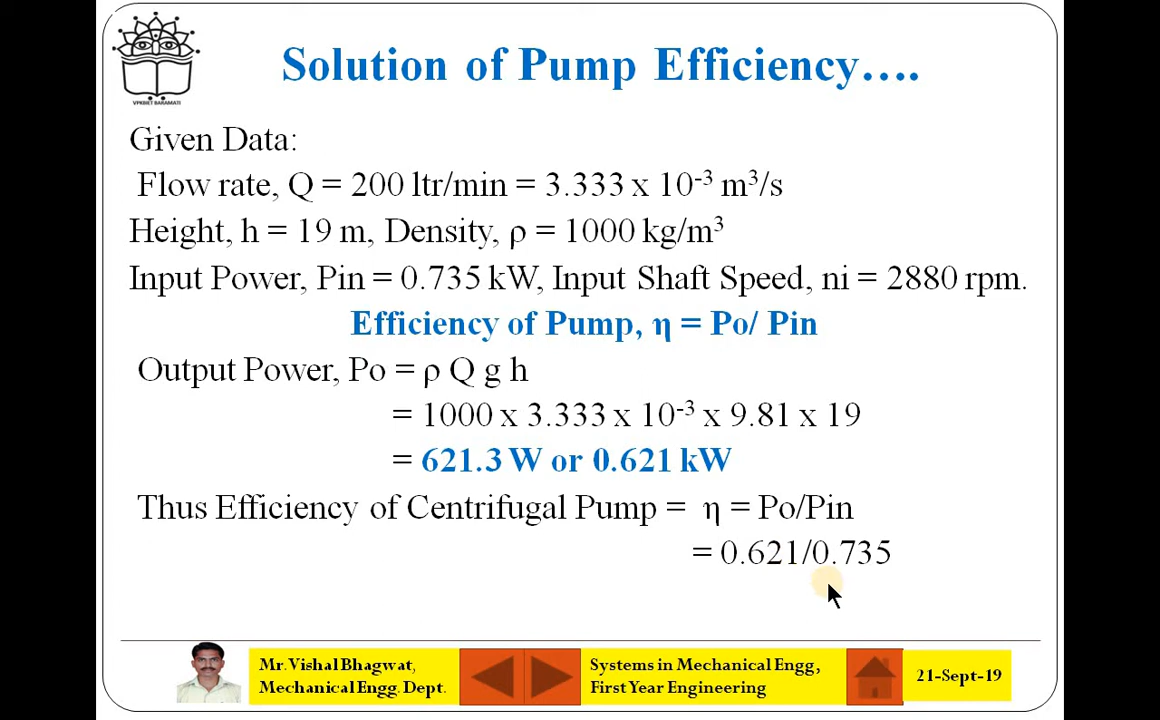 VPKBIET BARAMATI
Solution of Pump Efficiency….
Given Data:
Flow rate, Q = 200 ltr/min = 3.333 x 10⁻³ m³/s
Height, h = 19 m, Density, ρ = 1000 kg/m³
Input Power, Pin = 0.735 kW, Input Shaft Speed, ni = 2880 rpm.
Efficiency of Pump, η = Po/ Pin
Output Power, Po = ρ Q g h
= 1000 x 3.333 x 10⁻³ x 9.81 x 19
= 621.3 W or 0.621 kW
Thus Efficiency of Centrifugal Pump = η = Po/Pin
= 0.621/0.735
Mr. Vishal Bhagwat,
Mechanical Engg. Dept.
Systems in Mechanical Engg,
First Year Engineering
21-Sept-19